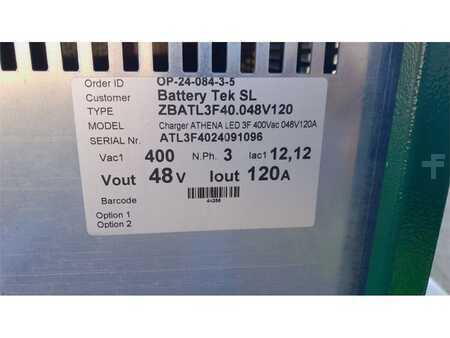 Order ID OP-24-084-3-5
Customer Battery Tek SL
TYPE ZBATL3F40.048V120
MODEL Charger ATHENA LED 3F 400Vac 048V120A
SERIAL Nr. ATL3F4024091096
Vac1 400 N.Ph. 3 Iac1 12,12
Vout 48 V Iout 120 A
Barcode
Option 1
Option 2